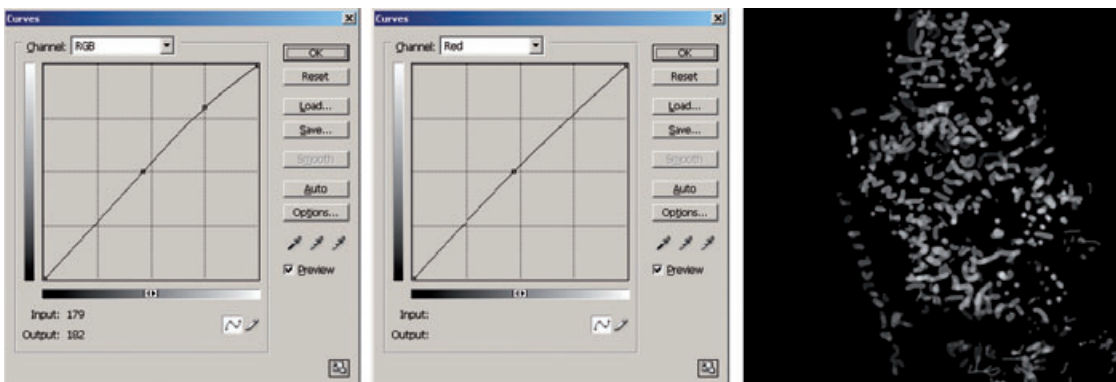 Curves
Channel: RGB
OK
Reset
Load...
Save...
Smooth
Auto
Options...
Preview
Input: 179
Output: 182
Curves
Channel: Red
OK
Reset
Load...
Save...
Smooth
Auto
Options...
Preview
Input:
Output: